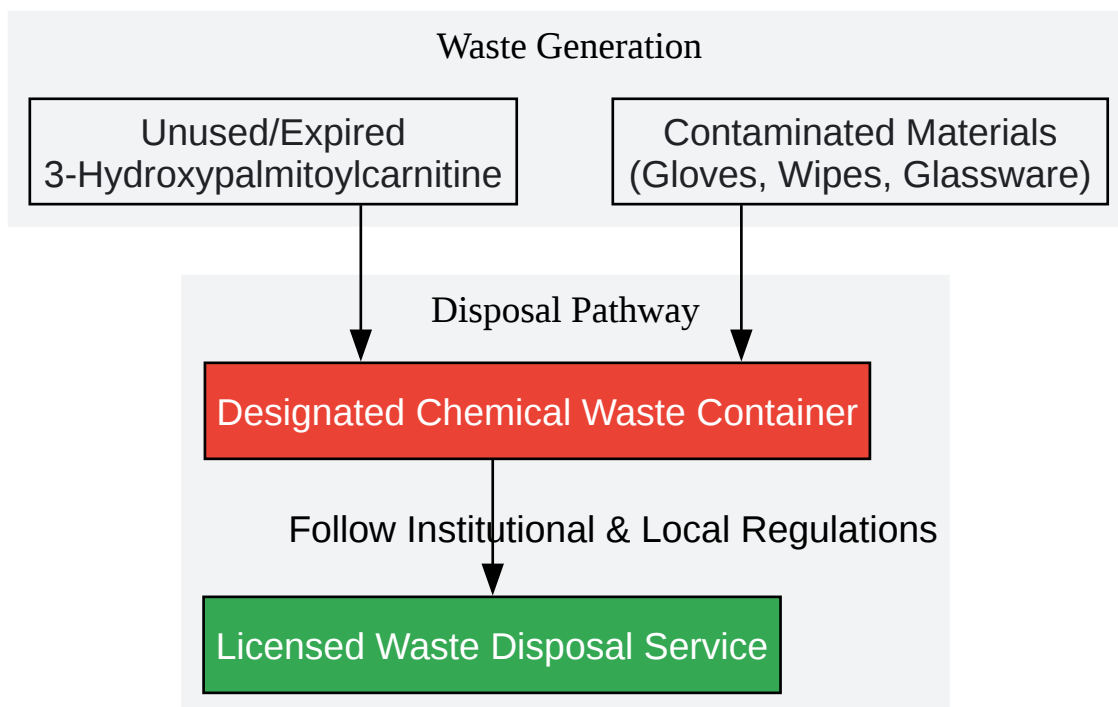 Waste Generation
Unused/Expired
3-Hydroxypalmitoylcarnitine
Contaminated Materials
(Gloves, Wipes, Glassware)
Disposal Pathway
Designated Chemical Waste Container
Follow Institutional & Local Regulations
Licensed Waste Disposal Service